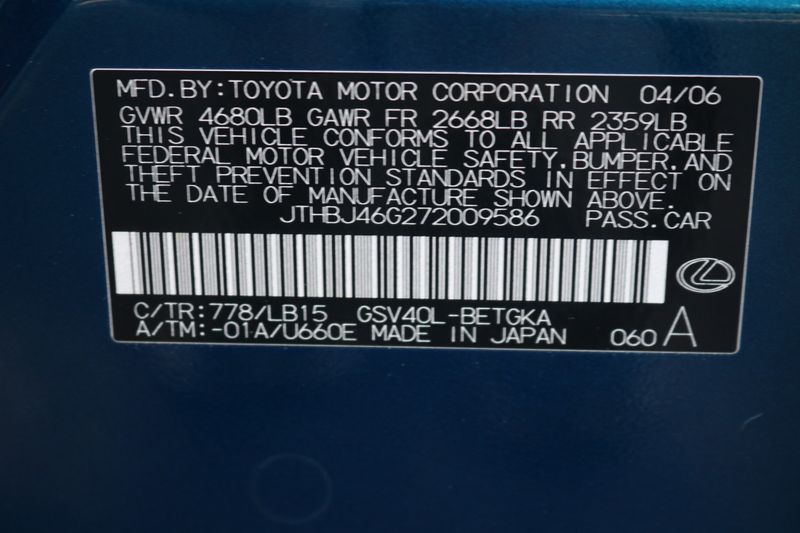 MFD.BY:TOYOTA MOTOR CORPORATION 04/06
GVWR 4680LB GAWR FR 2668LB RR 2359LB
THIS VEHICLE CONFORMS TO ALL APPLICABLE
FEDERAL MOTOR VEHICLE SAFETY,BUMPER,AND
THEFT PREVENTION STANDARDS IN EFFECT ON
THE DATE OF MANUFACTURE SHOWN ABOVE.
JTHBJ46G272009586 PASS.CAR
C/TR:778/LB15 GSV40L-BETGKA
A/TM:-01A/U660E MADE IN JAPAN 060 A